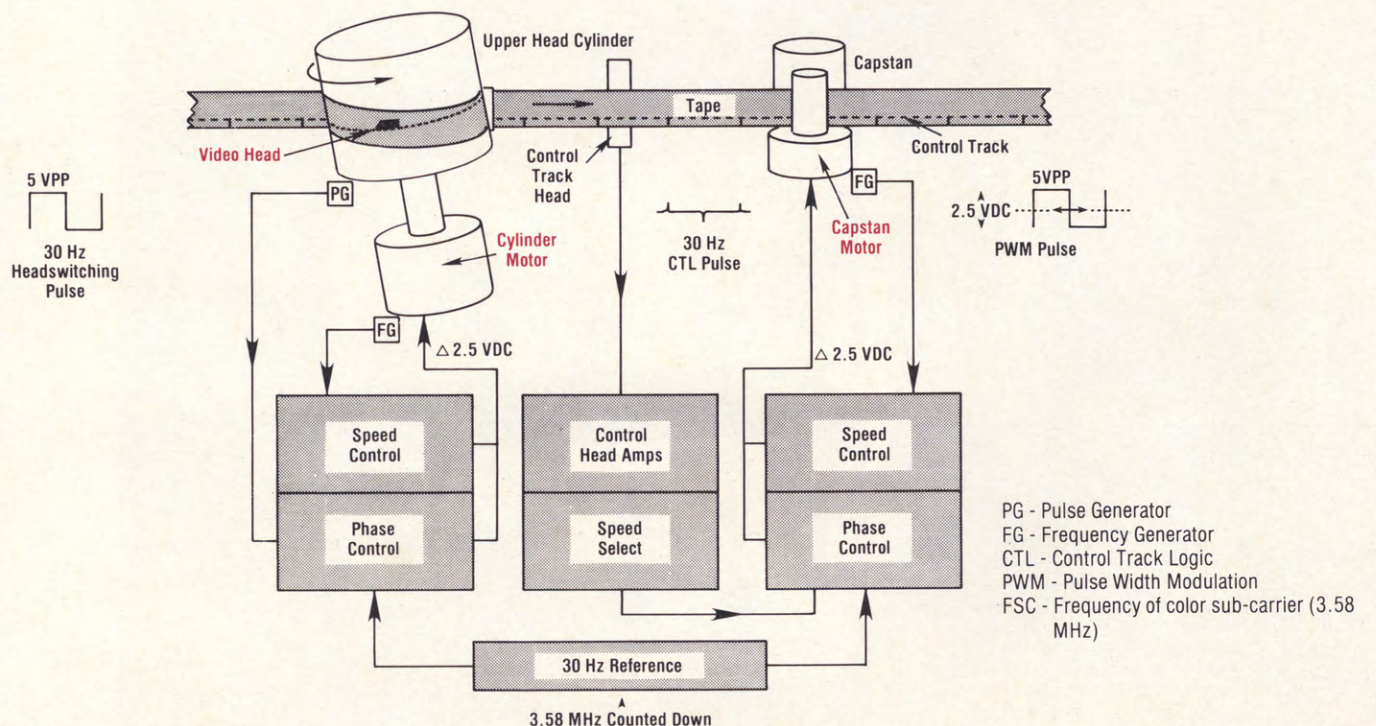 Upper Head Cylinder
Capstan
Tape
Video Head
Control
Track
Head
Control Track
PG
FG
5 VPP
30 Hz
Headswitching
Pulse
Cylinder
Motor
30 Hz
CTL Pulse
Capstan
Motor
5VPP
2.5 VDC
PWM Pulse
FG
△ 2.5 VDC
△ 2.5 VDC
Speed
Control
Phase
Control
Control
Head Amps
Speed
Select
Speed
Control
Phase
Control
PG - Pulse Generator
FG - Frequency Generator
CTL - Control Track Logic
PWM - Pulse Width Modulation
FSC - Frequency of color sub-carrier (3.58
MHz)
30 Hz Reference
3.58 MHz Counted Down